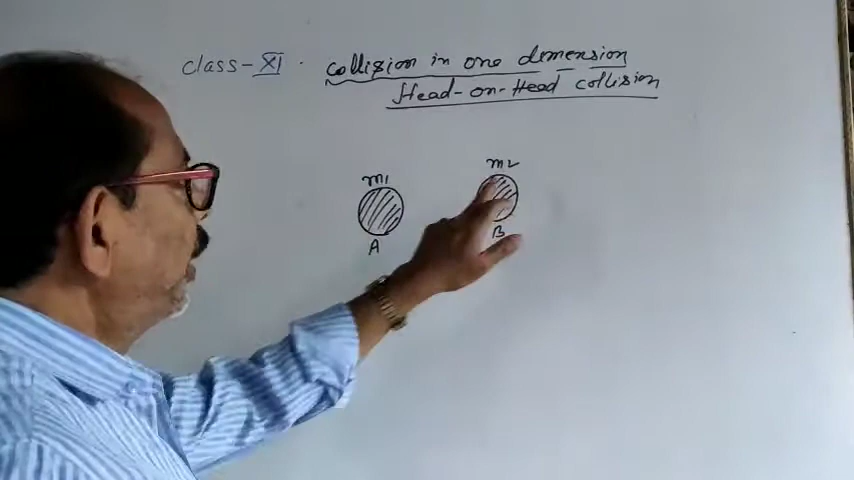 class-XI. collision in one dimension
Head-on-Head collision
m1 m2
A B